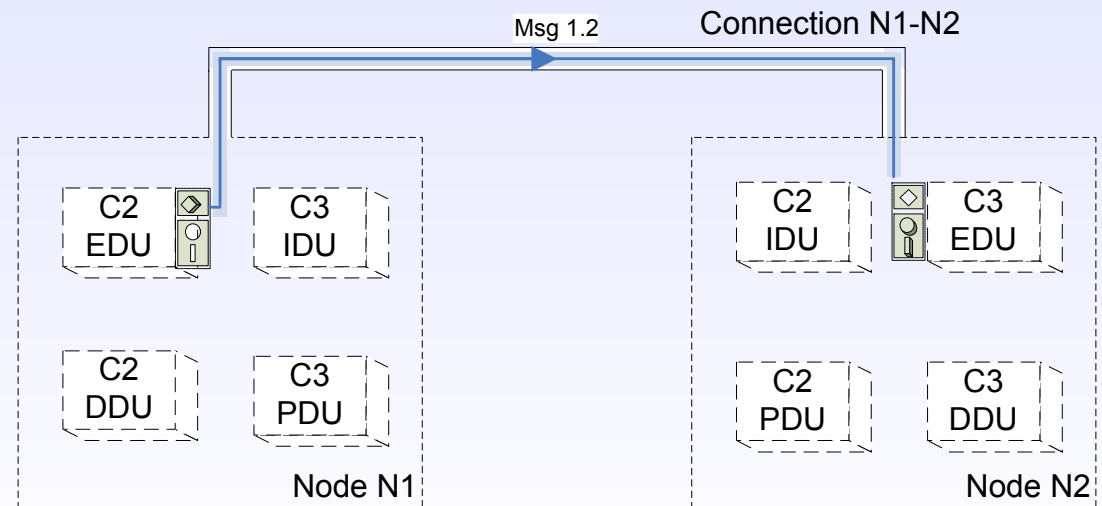 Msg 1.2
Connection N1-N2
C2
EDU
C3
IDU
C2
IDU
C3
EDU
C2
DDU
C3
PDU
C2
PDU
C3
DDU
Node N1
Node N2